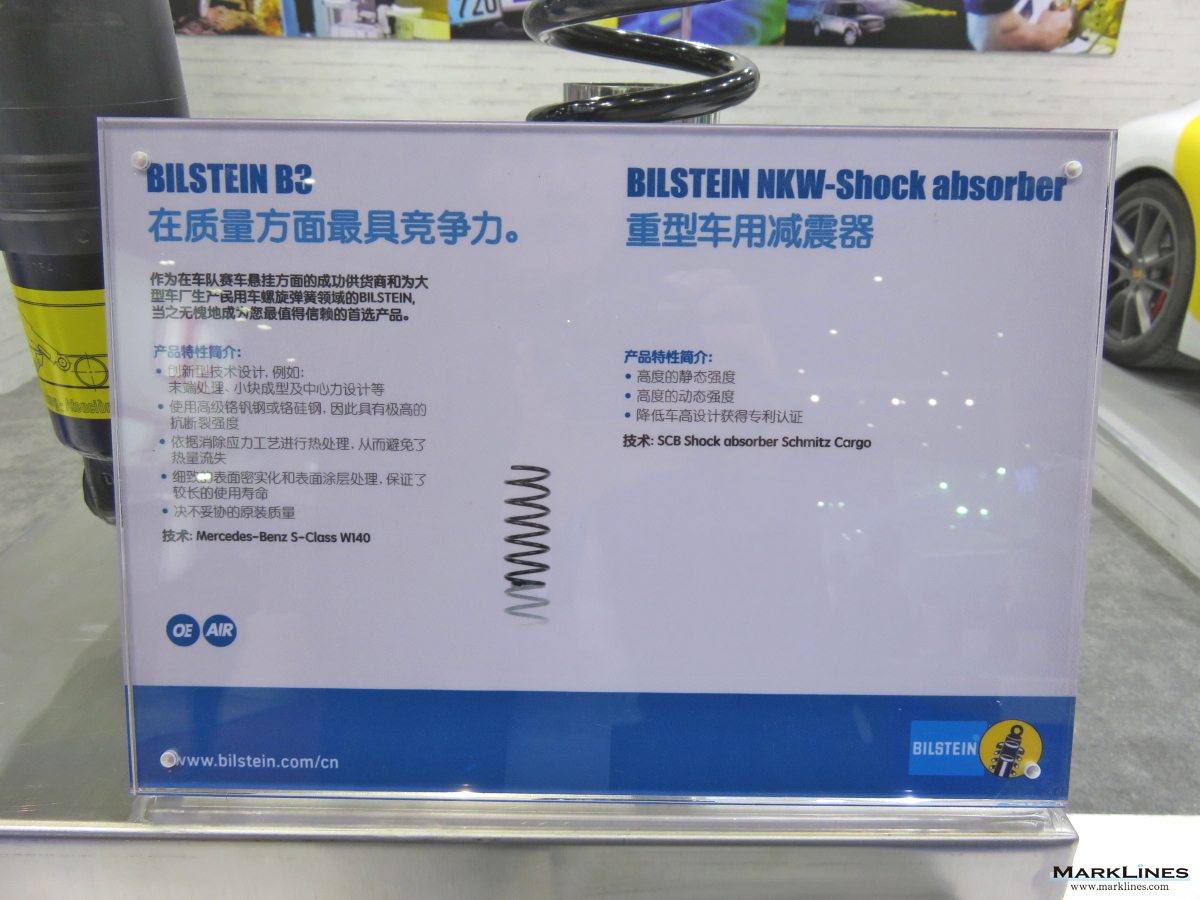 720
BILSTEIN B3
在质量方面最具竞争力。
作为在车队赛车悬挂方面的成功供货商和为大
型车厂生产民用车螺旋弹簧领域的BILSTEIN,
当之无愧地成为您最值得信赖的首选产品。
产品特性简介:
• 创新型技术设计, 例如:
末端处理、小块成型及中心力设计等
• 使用高级铬钒钢或铬硅钢, 因此具有极高的
抗断裂强度
• 依据消除应力工艺进行热处理, 从而避免了
热量流失
• 细致的表面密实化和表面涂层处理, 保证了
较长的使用寿命
• 决不妥协的原装质量
技术: Mercedes-Benz S-Class W140
OE AIR
BILSTEIN NKW-Shock absorber
重型车用减震器
产品特性简介:
• 高度的静态强度
• 高度的动态强度
• 降低车高设计获得专利认证
技术: SCB Shock absorber Schmitz Cargo
www.bilstein.com/cn
BILSTEIN
MARKLINES
www.marklines.com